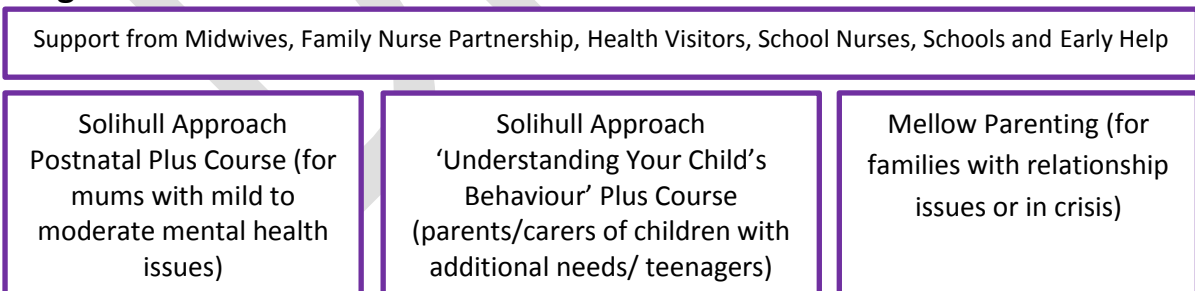 Support from Midwives, Family Nurse Partnership, Health Visitors, School Nurses, Schools and Early Help
Solihull Approach
Postnatal Plus Course (for
mums with mild to
moderate mental health
issues)
Solihull Approach
‘Understanding Your Child’s
Behaviour’ Plus Course
(parents/carers of children with
additional needs/ teenagers)
Mellow Parenting (for
families with relationship
issues or in crisis)